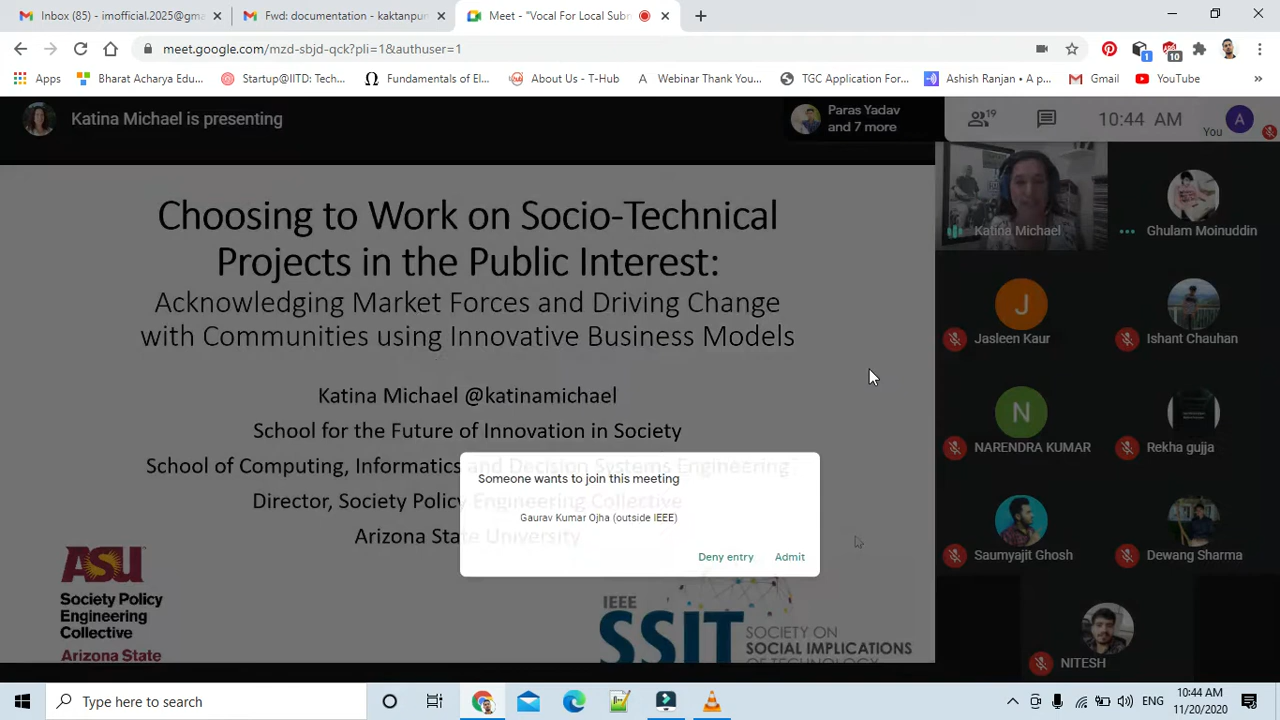 Inbox (85) - imofficial.2025@gma
Fwd: documentation - kaktanpur
Meet - "Vocal For Local Subm
meet.google.com/mzd-sbjd-qck?pli=1&authuser=1
Apps
Bharat Acharya Edu...
Startup@IITD: Tech...
Fundamentals of El...
About Us - T-Hub
Webinar Thank You...
TGC Application For...
Ashish Ranjan • A p...
Gmail
YouTube
»
Katina Michael is presenting
Paras Yadav
and 7 more
19
10:44 AM
You
A
Choosing to Work on Socio-Technical
Projects in the Public Interest:
Acknowledging Market Forces and Driving Change
with Communities using Innovative Business Models
Katina Michael @katinamichael
School for the Future of Innovation in Society
School of Computing, Informatics and Decision Systems Engineering
Director, Society Policy Engineering Collective
Arizona State University
ASU
Society Policy
Engineering
Collective
Arizona State
IEEE
SSIT
SOCIETY ON
SOCIAL IMPLICATIONS
OF TECHNOLOGY
Someone wants to join this meeting
Gaurav Kumar Ojha (outside IEEE)
Deny entry
Admit
Katina Michael
Ghulam Moinuddin
J
Jasleen Kaur
Ishant Chauhan
N
NARENDRA KUMAR
Rekha gujja
Saumyajit Ghosh
Dewang Sharma
NITESH
Type here to search
ENG
10:44 AM
11/20/2020
1
10